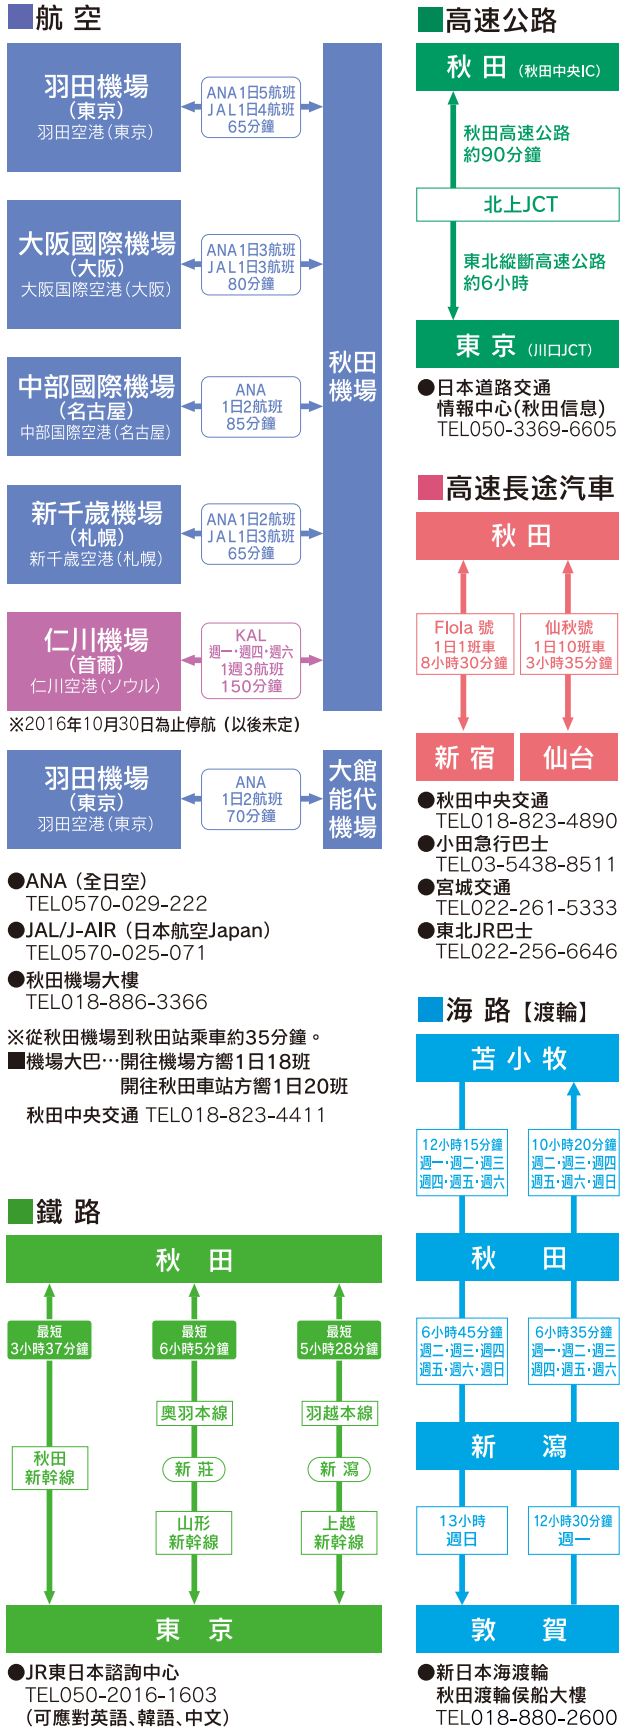 ■航 空
羽田機場
(東京)
羽田空港(東京)
ANA1日5航班
JAL1日4航班
65分鐘
大阪國際機場
(大阪)
大阪国際空港(大阪)
ANA1日3航班
JAL1日3航班
80分鐘
中部國際機場
(名古屋)
中部国際空港(名古屋)
ANA
1日2航班
85分鐘
新千歲機場
(札幌)
新千歳空港(札幌)
ANA1日2航班
JAL1日3航班
65分鐘
仁川機場
(首爾)
仁川空港(ソウル)
KAL
週一·週四·週六
1週3航班
150分鐘
秋田
機場
※2016年10月30日為止停航(以後未定)
羽田機場
(東京)
羽田空港(東京)
ANA
1日2航班
70分鐘
大館
能代
機場
●ANA(全日空)
TEL0570-029-222
●JAL/J-AIR(日本航空Japan)
TEL0570-025-071
●秋田機場大樓
TEL018-886-3366
※從秋田機場到秋田站乘車約35分鐘。
■機場大巴…開往機場方嚮1日18班
開往秋田車站方嚮1日20班
秋田中央交通 TEL018-823-4411
■鐵 路
秋 田
最短
3小時37分鐘
秋田
新幹線
最短
6小時5分鐘
奧羽本線
新莊
山形
新幹線
最短
5小時28分鐘
羽越本線
新潟
上越
新幹線
東 京
●JR東日本諮詢中心
TEL050-2016-1603
(可應對英語、韓語、中文)
■高速公路
秋 田(秋田中央IC)
秋田高速公路
約90分鐘
北上JCT
東北縱斷高速公路
約6小時
東 京(川口JCT)
●日本道路交通
情報中心(秋田信息)
TEL050-3369-6605
■高速長途汽車
秋 田
Flola 號
1日1班車
8小時30分鐘
仙秋號
1日10班車
3小時35分鐘
新 宿
仙台
●秋田中央交通
TEL018-823-4890
●小田急行巴士
TEL03-5438-8511
●宮城交通
TEL022-261-5333
●東北JR巴士
TEL022-256-6646
■海 路【渡輪】
苫 小 牧
12小時15分鐘
週一·週二·週三
週四·週五·週六
10小時20分鐘
週二·週三·週四
週五·週六·週日
秋 田
6小時45分鐘
週二·週三·週四
週五·週六·週日
6小時35分鐘
週一·週二·週三
週四·週五·週六
新 潟
13小時
週日
12小時30分鐘
週一
敦 賀
●新日本海渡輪
秋田渡輪侯船大樓
TEL018-880-2600